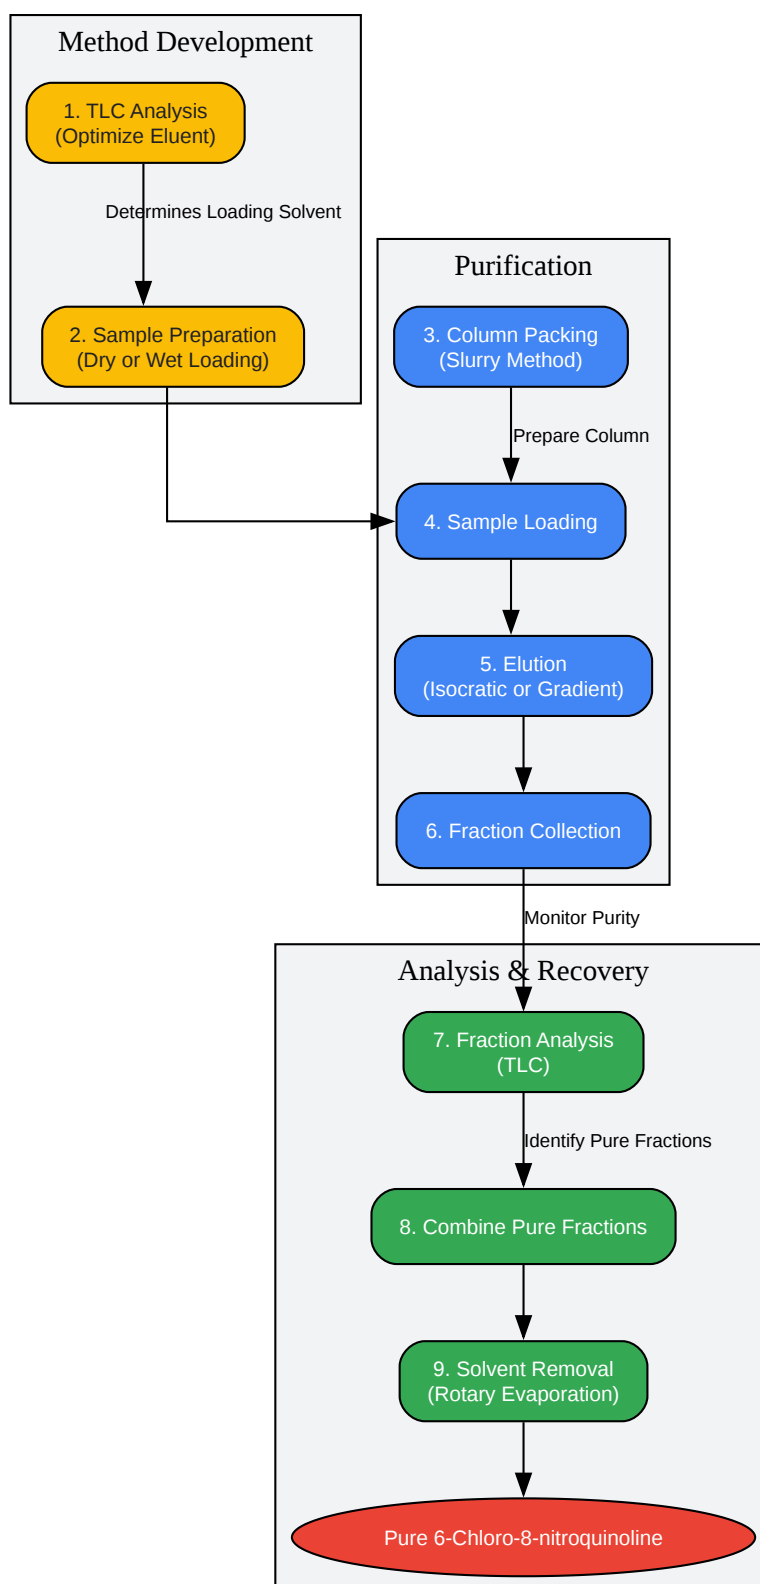 Method Development
1. TLC Analysis
(Optimize Eluent)
Determines Loading Solvent
2. Sample Preparation
(Dry or Wet Loading)
Purification
3. Column Packing
(Slurry Method)
Prepare Column
4. Sample Loading
5. Elution
(Isocratic or Gradient)
6. Fraction Collection
Monitor Purity
Analysis & Recovery
7. Fraction Analysis
(TLC)
Identify Pure Fractions
8. Combine Pure Fractions
9. Solvent Removal
(Rotary Evaporation)
Pure 6-Chloro-8-nitroquinoline